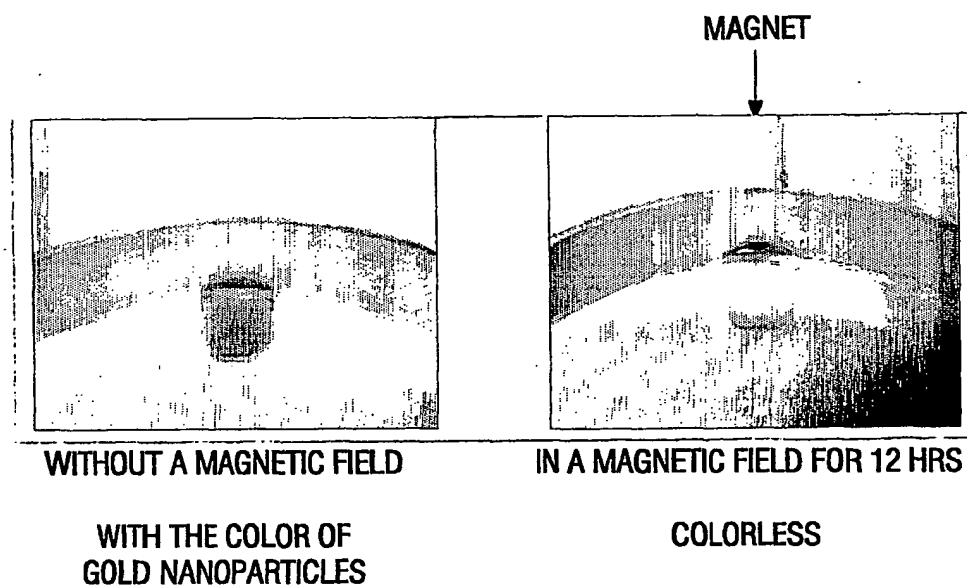 MAGNET
WITHOUT A MAGNETIC FIELD
IN A MAGNETIC FIELD FOR 12 HRS
WITH THE COLOR OF
GOLD NANOPARTICLES
COLORLESS